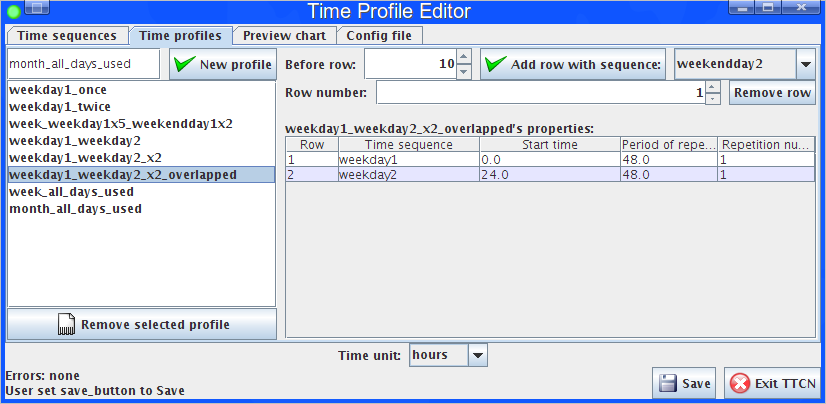 Time Profile Editor
Time sequences Time profiles Preview chart Config file
month_all_days_used New profile Before row: 10 Add row with sequence: weekendday2
Row number: 1 Remove row
weekday1_once
weekday1_twice
week_weekday1x5_weekendday1x2
weekday1_weekday2
weekday1_weekday2_x2
weekday1_weekday2_x2_overlapped
week_all_days_used
month_all_days_used
weekday1_weekday2_x2_overlapped's properties:
Row Time sequence Start time Period of repe... Repetition nu...
1 weekday1 0.0 48.0 1
2 weekday2 24.0 48.0 1
Remove selected profile
Time unit: hours
Errors: none
User set save_button to Save
Save Exit TTCN